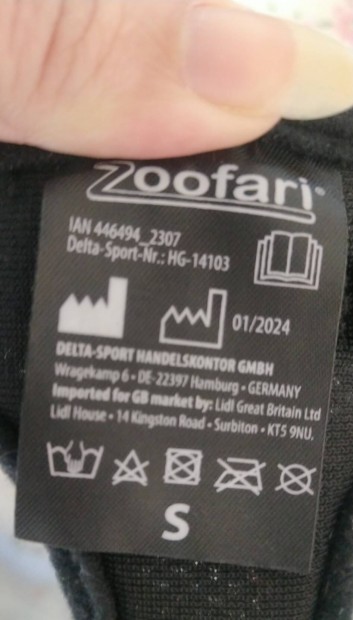 Zoofari®
IAN 446494_2307
Delta-Sport-Nr.: HG-14103
01/2024
DELTA-SPORT HANDELSKONTOR GMBH
Wragekamp 6 • DE-22397 Hamburg • GERMANY
Imported for GB market by: Lidl Great Britain Ltd
Lidl House • 14 Kingston Road • Surbiton • KT5 9NU.
S